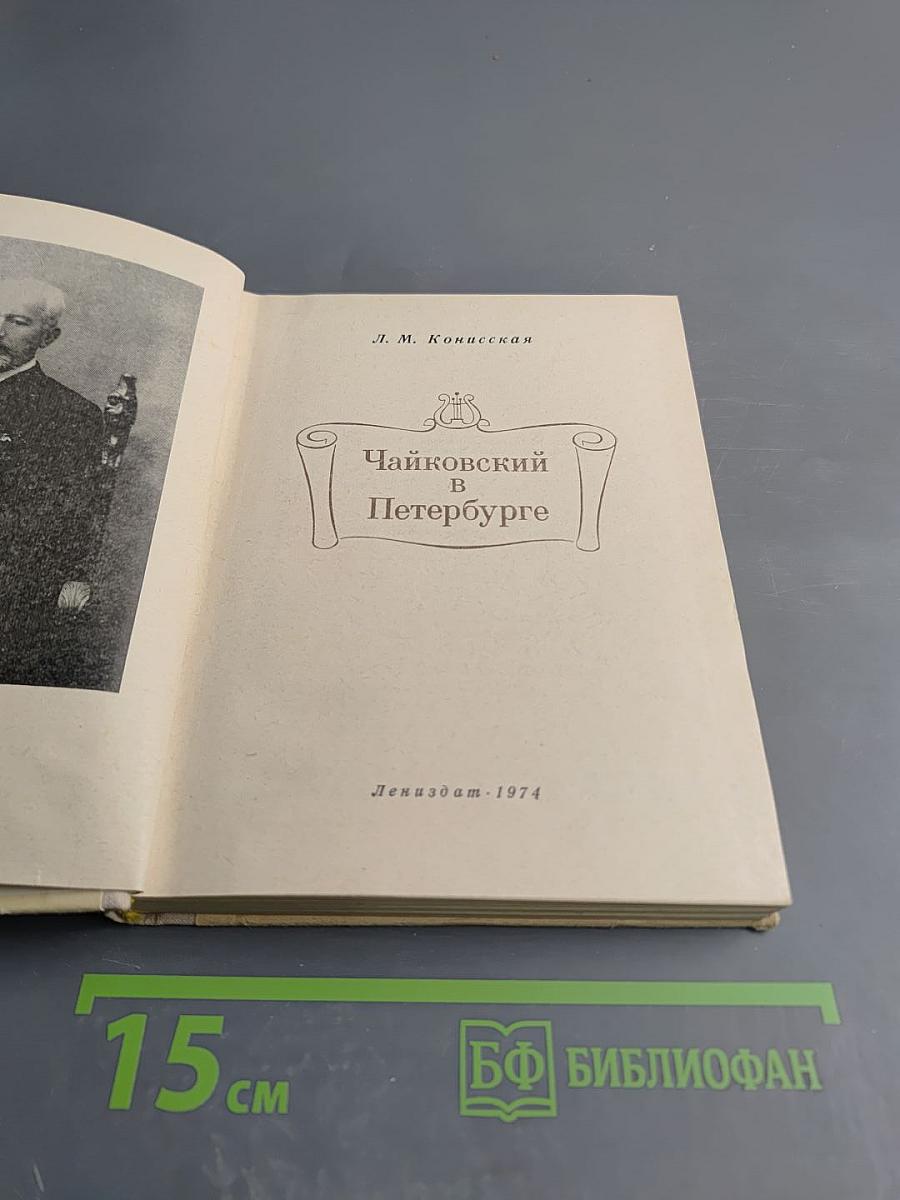 Л. М. Конисская
Чайковский
в
Петербурге
Лениздат · 1974
15 см
БФ БИБЛИОФАН